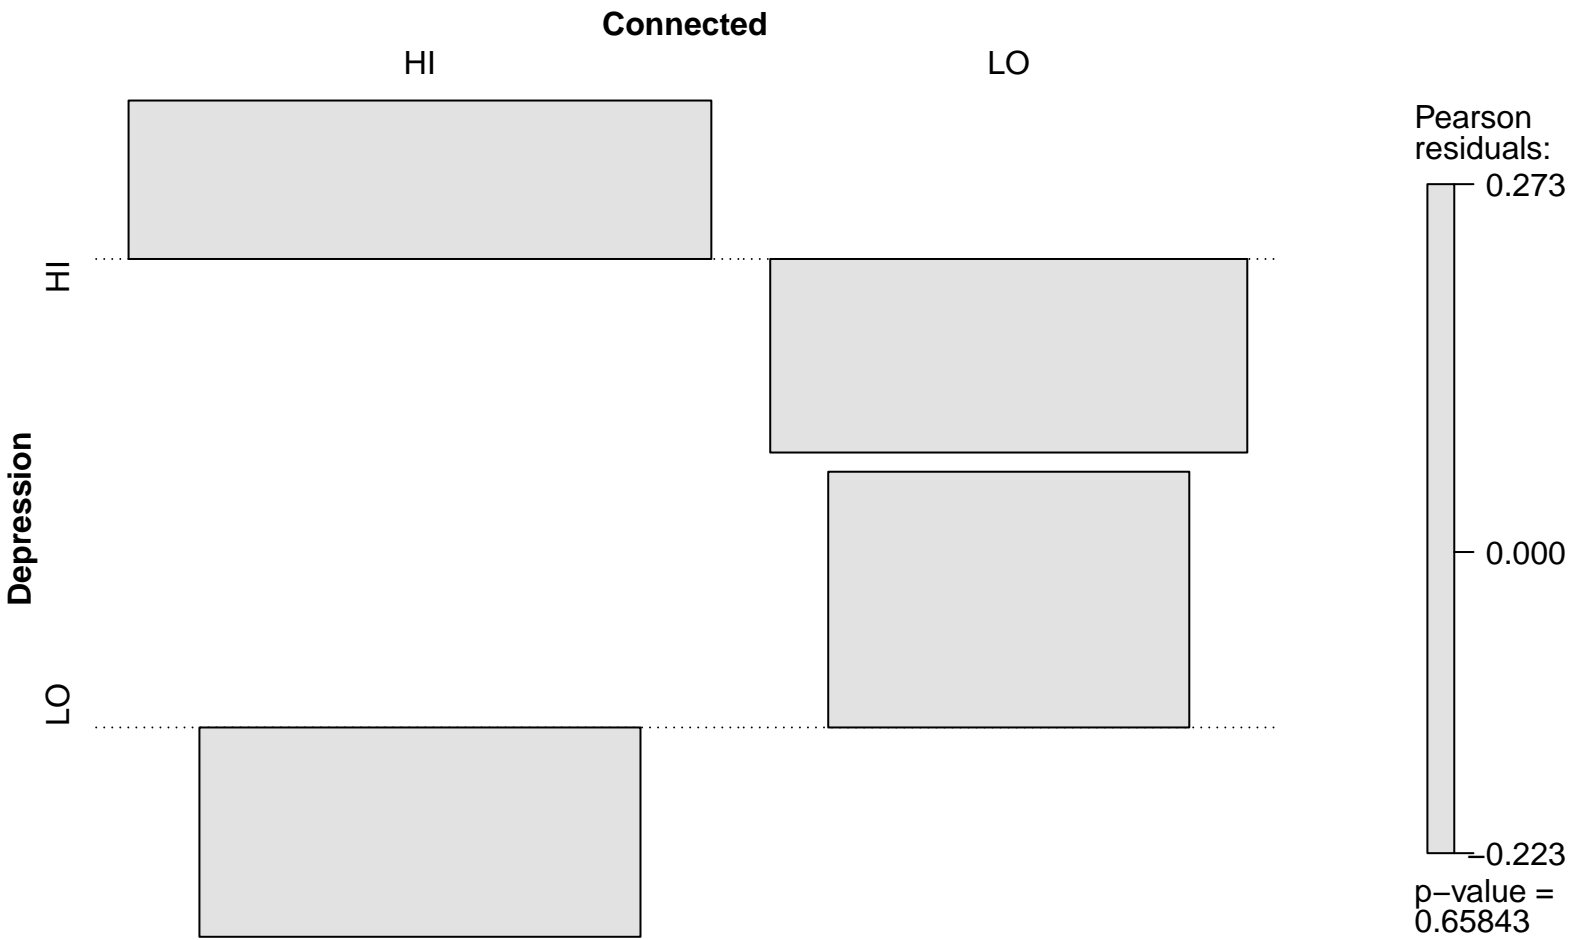 Connected
HI LO
Depression
HI
LO
Pearson
residuals:
0.273
0.000
−0.223
p−value =
0.65843